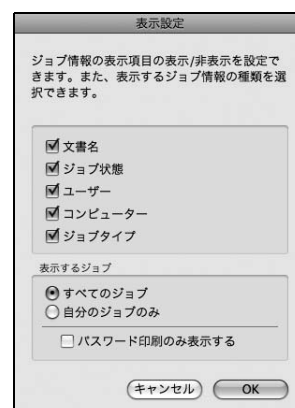 表示設定
ジョブ情報の表示項目の表示/非表示を設定で
きます。また、表示するジョブ情報の種類を選
択できます。
文書名
ジョブ状態
ユーザー
コンピューター
ジョブタイプ
表示するジョブ
すべてのジョブ
自分のジョブのみ
パスワード印刷のみ表示する
キャンセル OK